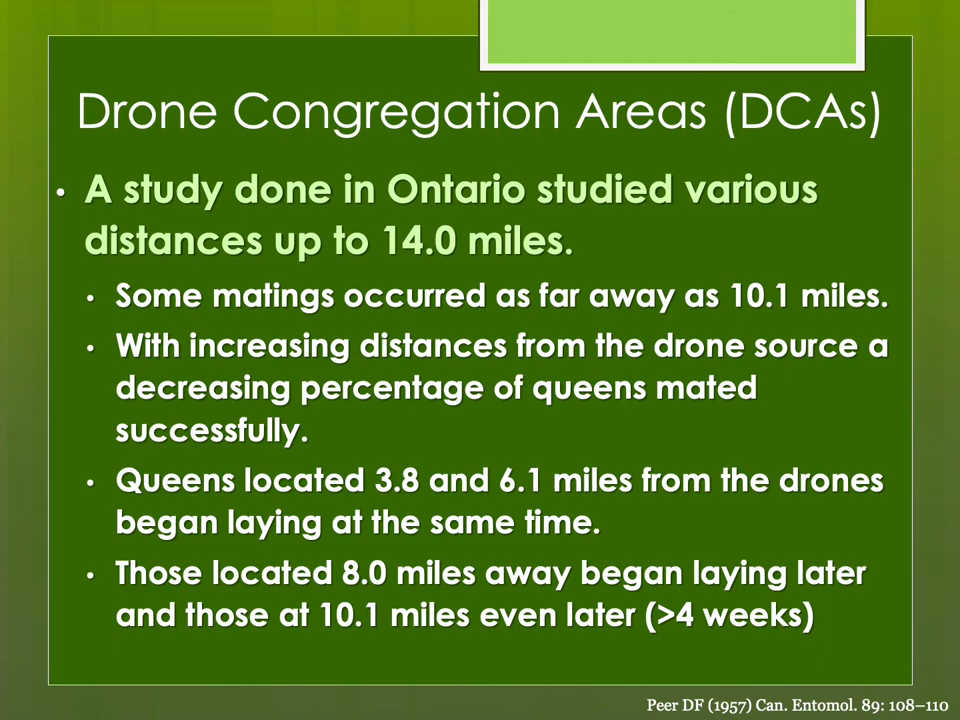 Drone Congregation Areas (DCAs)
• A study done in Ontario studied various
distances up to 14.0 miles.
• Some matings occurred as far away as 10.1 miles.
• With increasing distances from the drone source a
decreasing percentage of queens mated
successfully.
• Queens located 3.8 and 6.1 miles from the drones
began laying at the same time.
• Those located 8.0 miles away began laying later
and those at 10.1 miles even later (>4 weeks)
Peer DF (1957) Can. Entomol. 89: 108–110